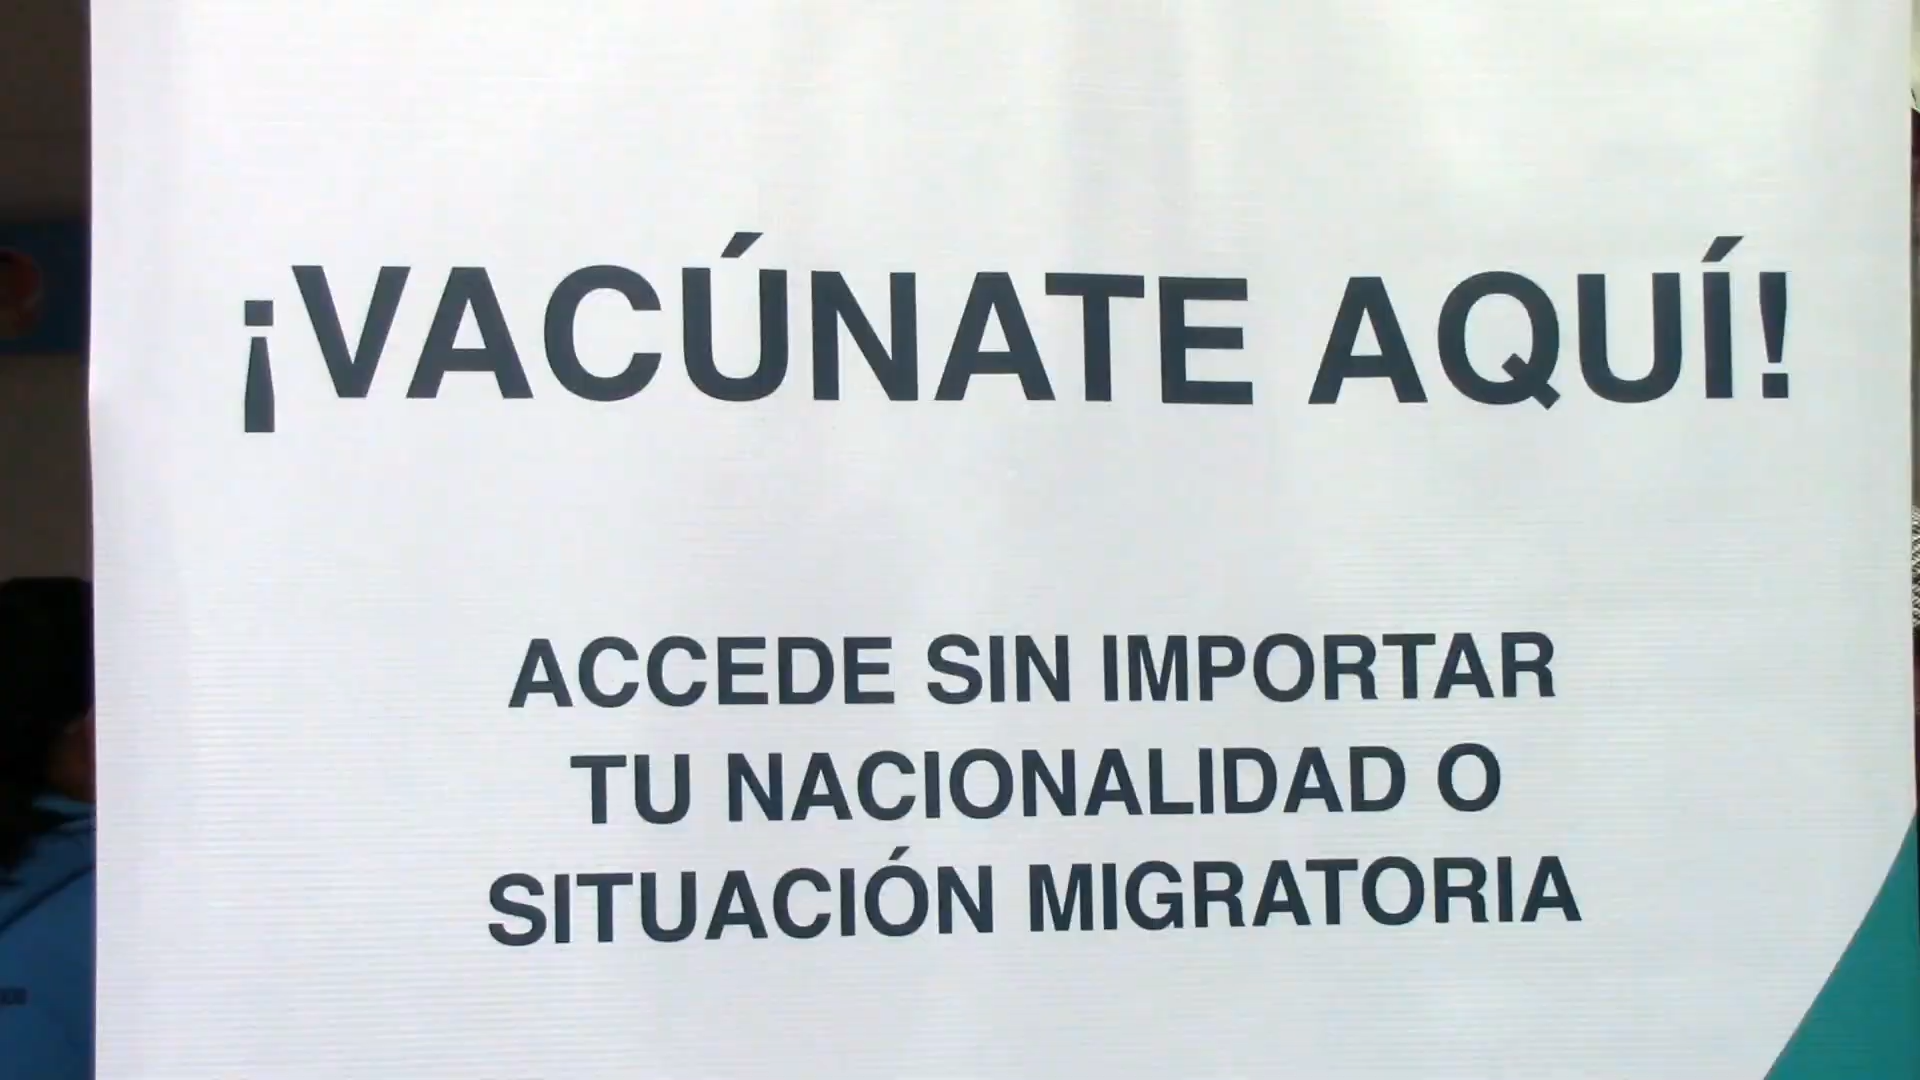 ¡VACÚNATE AQUÍ!
ACCEDE SIN IMPORTAR
TU NACIONALIDAD O
SITUACIÓN MIGRATORIA